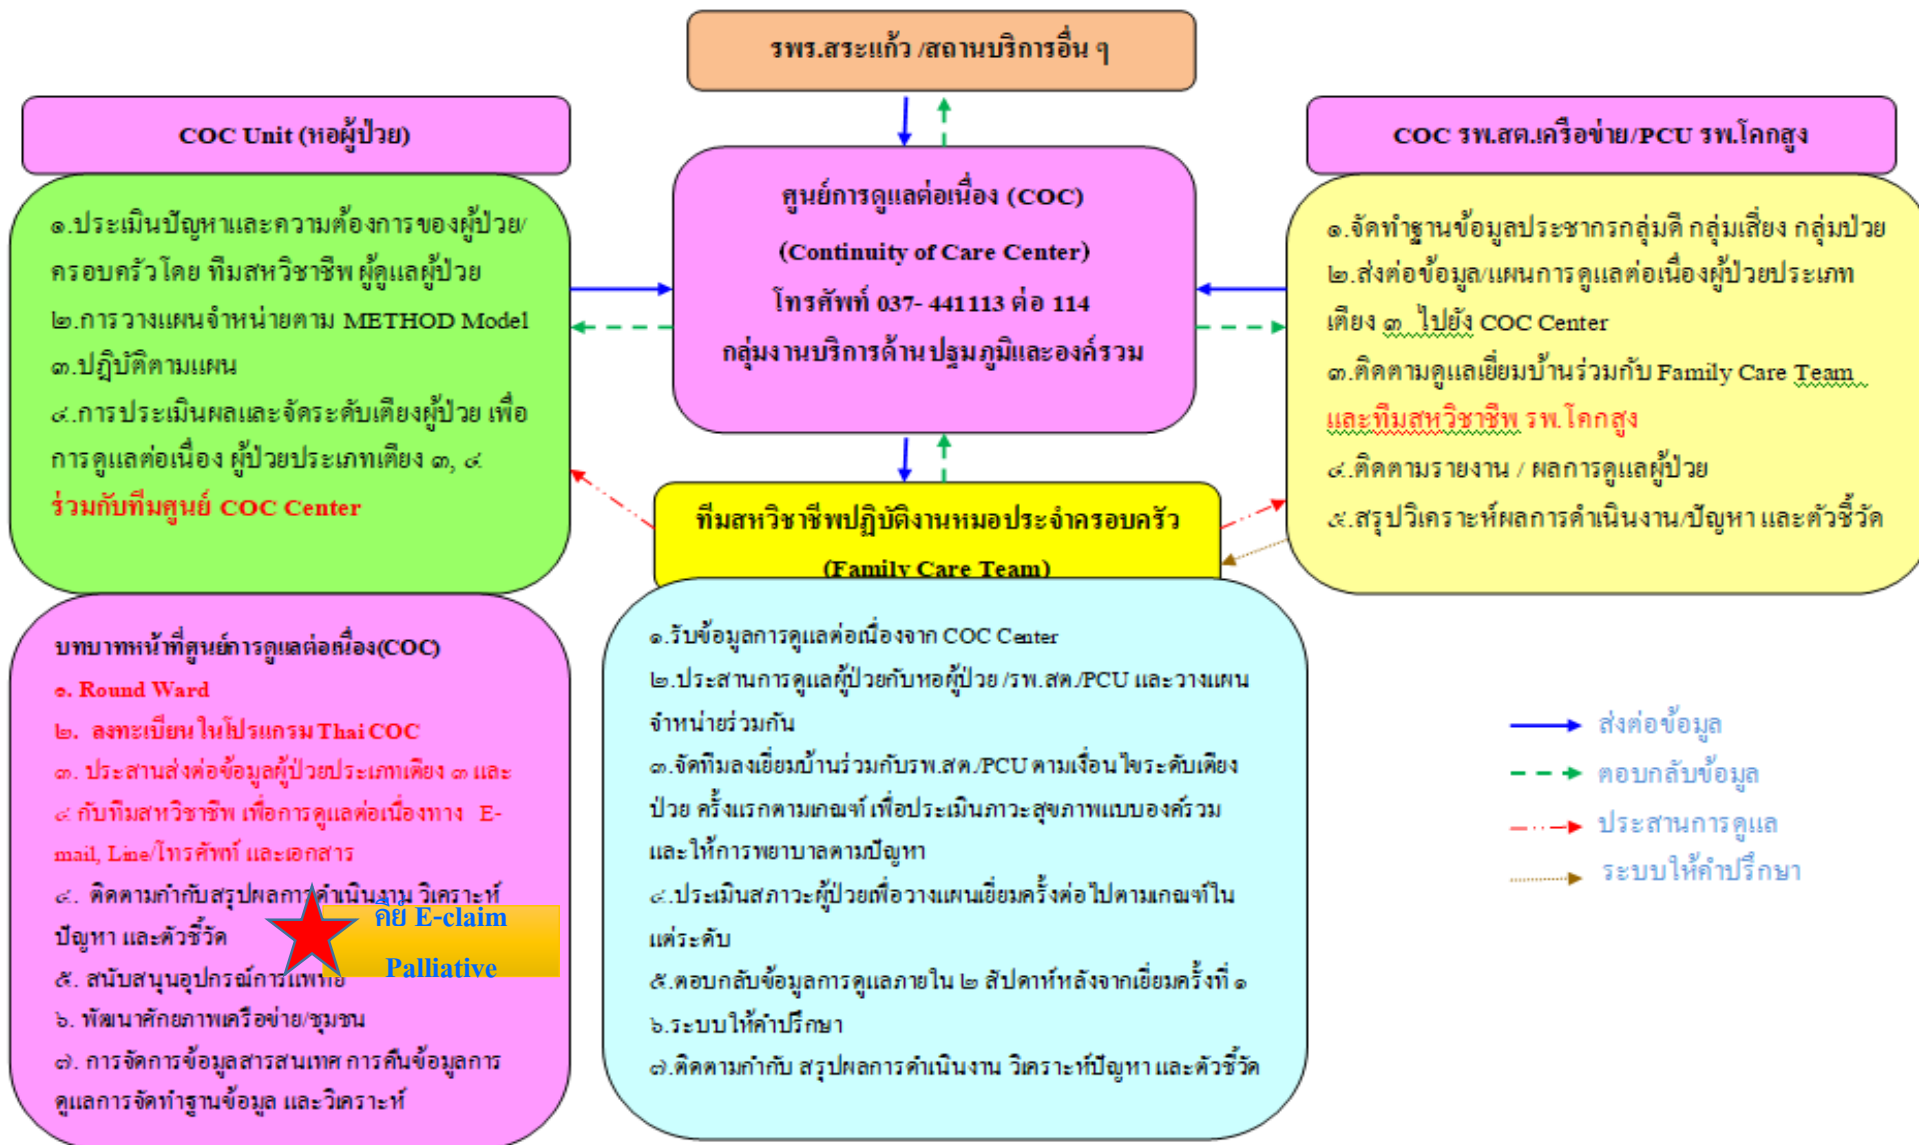 รพร.สระแก้ว /สถานบริการอื่น ๆ
COC Unit (หอผู้ป่วย)
๑.ประเมินปัญหาและความต้องการของผู้ป่วย/
ครอบครัวโดย ทีมสหวิชาชีพ ผู้ดูแลผู้ป่วย
๒.การวางแผนจำหน่ายตาม METHOD Model
๓.ปฏิบัติตามแผน
๔.การประเมินผลและจัดระดับเตียงผู้ป่วย เพื่อ
การดูแลต่อเนื่อง ผู้ป่วยประเภทเตียง ๓, ๔
ร่วมกับทีมศูนย์ COC Center
ศูนย์การดูแลต่อเนื่อง (COC)
(Continuity of Care Center)
โทรศัพท์ 037- 441113 ต่อ 114
กลุ่มงานบริการด้านปฐมภูมิและองค์รวม
COC รพ.สต.เครือข่าย/PCU รพ.โคกสูง
๑.จัดทำฐานข้อมูลประชากรกลุ่มดี กลุ่มเสี่ยง กลุ่มป่วย
๒.ส่งต่อข้อมูล/แผนการดูแลต่อเนื่องผู้ป่วยประเภท
เตียง ๓ ไปยัง COC Center
๓.ติดตามดูแลเยี่ยมบ้านร่วมกับ Family Care Team
และทีมสหวิชาชีพ รพ.โคกสูง
๔.ติดตามรายงาน / ผลการดูแลผู้ป่วย
๕.สรุปวิเคราะห์ผลการดำเนินงาน/ปัญหา และตัวชี้วัด
ทีมสหวิชาชีพปฏิบัติงานหมอประจำครอบครัว
(Family Care Team)
บทบาทหน้าที่ศูนย์การดูแลต่อเนื่อง(COC)
๑. Round Ward
๒. ลงทะเบียนในโปรแกรม Thai COC
๓. ประสานส่งต่อข้อมูลผู้ป่วยประเภทเตียง ๓ และ
๔ กับทีมสหวิชาชีพ เพื่อการดูแลต่อเนื่องทาง E-
mail, Line/โทรศัพท์ และเอกสาร
๔. ติดตามกำกับสรุปผลการดำเนินงาน วิเคราะห์
ปัญหา และตัวชี้วัด
๕. สนับสนุนอุปกรณ์การแพทย์
๖. พัฒนาศักยภาพเครือข่าย/ชุมชน
๗. การจัดการข้อมูลสารสนเทศ การคืนข้อมูลการ
ดูแลการจัดทำฐานข้อมูล และวิเคราะห์
คีย์ E-claim
Palliative
๑.รับข้อมูลการดูแลต่อเนื่องจาก COC Center
๒.ประสานการดูแลผู้ป่วยกับหอผู้ป่วย /รพ.สต./PCU และวางแผน
จำหน่ายร่วมกัน
๓.จัดทีมลงเยี่ยมบ้านร่วมกับรพ.สต./PCU ตามเงื่อนไขระดับเตียง
ป่วย ครั้งแรกตามเกณฑ์ เพื่อประเมินภาวะสุขภาพแบบองค์รวม
และให้การพยาบาลตามปัญหา
๔.ประเมินสภาวะผู้ป่วยเพื่อวางแผนเยี่ยมครั้งต่อไปตามเกณฑ์ใน
แต่ระดับ
๕.ตอบกลับข้อมูลการดูแลภายใน ๒ สัปดาห์หลังจากเยี่ยมครั้งที่ ๑
๖.ระบบให้คำปรึกษา
๗.ติดตามกำกับ สรุปผลการดำเนินงาน วิเคราะห์ปัญหา และตัวชี้วัด
ส่งต่อข้อมูล
ตอบกลับข้อมูล
ประสานการดูแล
ระบบให้คำปรึกษา